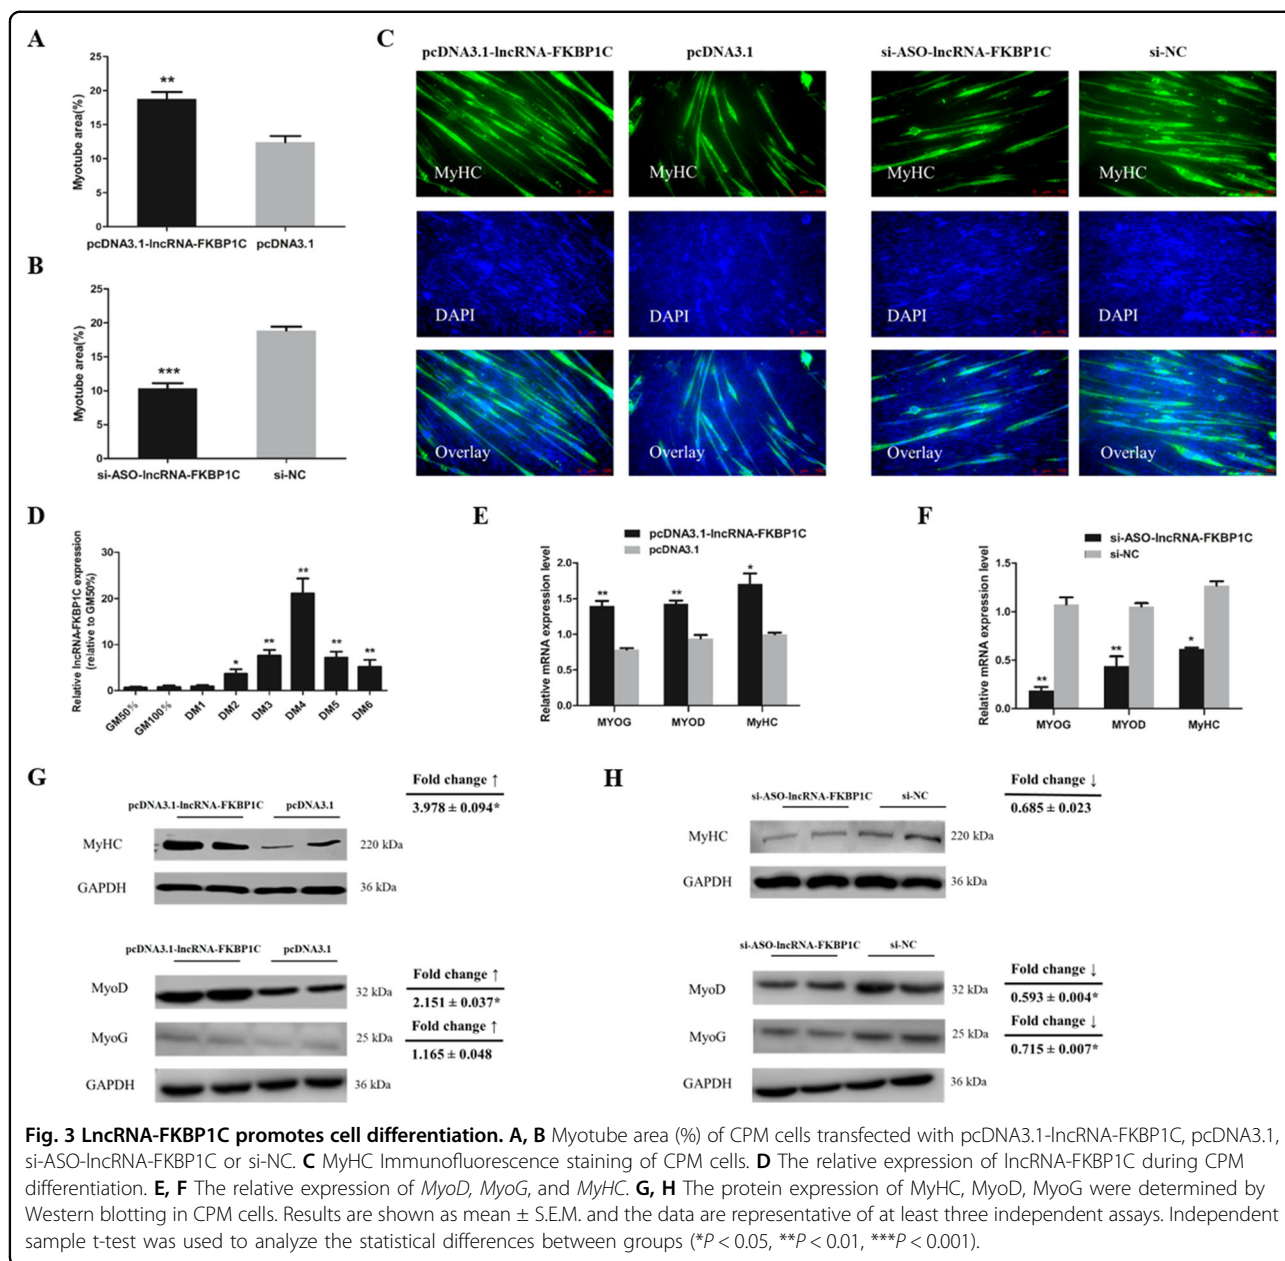 A
Myotube area(%)
25
20
15
10
5
0
**
pcDNA3.1-lncRNA-FKBP1C
pcDNA3.1
B
Myotube area(%)
25
20
15
10
5
0
***
si-ASO-lncRNA-FKBP1C
si-NC
C
pcDNA3.1-lncRNA-FKBP1C
pcDNA3.1
si-ASO-lncRNA-FKBP1C
si-NC
MyHC
MyHC
MyHC
MyHC
DAPI
DAPI
DAPI
DAPI
Overlay
Overlay
Overlay
Overlay
D
Relative lncRNA-FKBP1C expression
(relative to GM50%)
30
20
10
0
*
**
**
**
**
GM50%
GM100%
DM1
DM2
DM3
DM4
DM5
DM6
E
pcDNA3.1-lncRNA-FKBP1C
pcDNA3.1
Relative mRNA expression level
2.0
1.5
1.0
0.5
0.0
**
**
*
MYOG
MYOD
MyHC
F
si-ASO-lncRNA-FKBP1C
si-NC
Relative mRNA expression level
1.5
1.0
0.5
0.0
**
**
*
MYOG
MYOD
MyHC
G
Fold change ↑
3.978 ± 0.094*
pcDNA3.1-lncRNA-FKBP1C
pcDNA3.1
MyHC
220 kDa
GAPDH
36 kDa
pcDNA3.1-lncRNA-FKBP1C
pcDNA3.1
MyoD
32 kDa
Fold change ↑
2.151 ± 0.037*
MyoG
25 kDa
Fold change ↑
1.165 ± 0.048
GAPDH
36 kDa
H
Fold change ↓
0.685 ± 0.023
si-ASO-lncRNA-FKBP1C
si-NC
MyHC
220 kDa
GAPDH
36 kDa
si-ASO-lncRNA-FKBP1C
si-NC
MyoD
32 kDa
Fold change ↓
0.593 ± 0.004*
MyoG
25 kDa
Fold change ↓
0.715 ± 0.007*
GAPDH
36 kDa
Fig. 3 LncRNA-FKBP1C promotes cell differentiation. A, B Myotube area (%) of CPM cells transfected with pcDNA3.1-lncRNA-FKBP1C, pcDNA3.1,
si-ASO-lncRNA-FKBP1C or si-NC. C MyHC Immunofluorescence staining of CPM cells. D The relative expression of lncRNA-FKBP1C during CPM
differentiation. E, F The relative expression of MyoD, MyoG, and MyHC. G, H The protein expression of MyHC, MyoD, MyoG were determined by
Western blotting in CPM cells. Results are shown as mean ± S.E.M. and the data are representative of at least three independent assays. Independent
sample t-test was used to analyze the statistical differences between groups (*P < 0.05, **P < 0.01, ***P < 0.001).